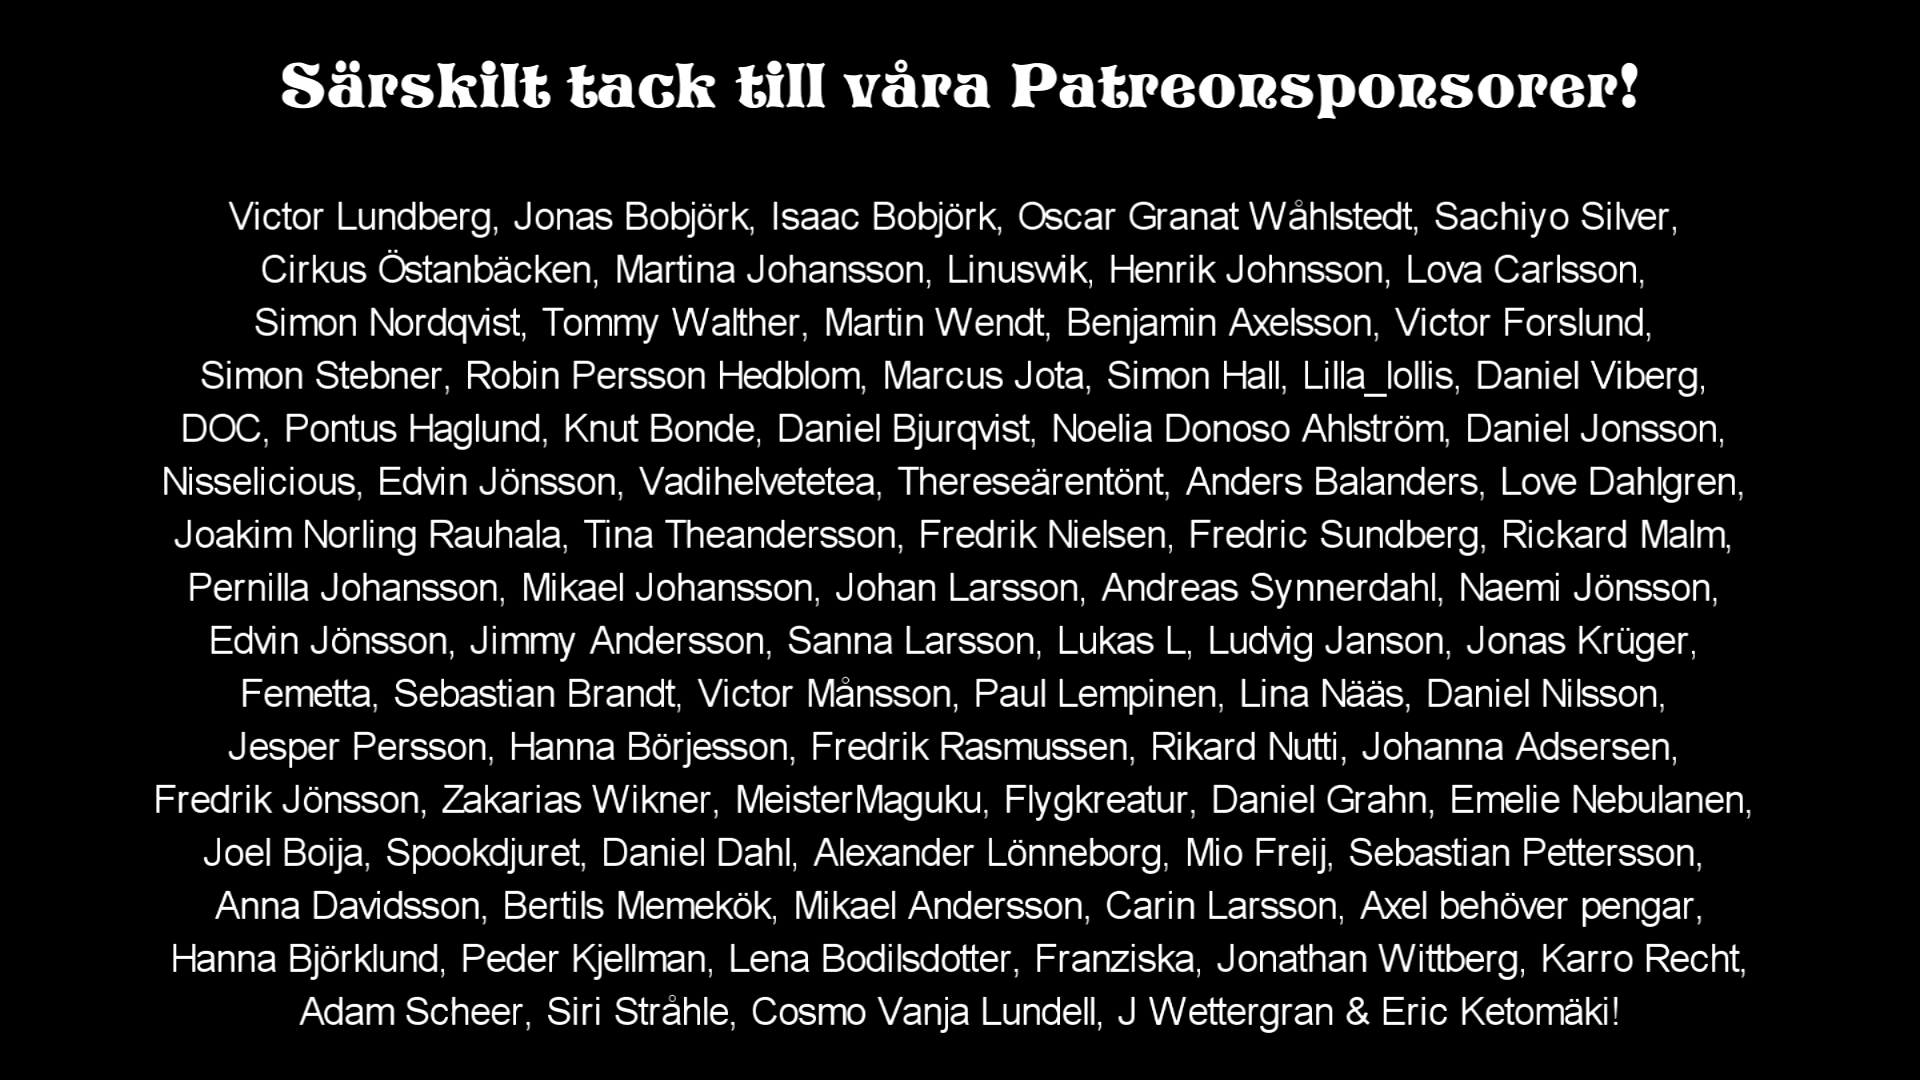 Särskilt tack till våra Patreonsponsorer!
Victor Lundberg, Jonas Bobjörk, Isaac Bobjörk, Oscar Granat Wåhlstedt, Sachiyo Silver,
Cirkus Östanbäcken, Martina Johansson, Linuswik, Henrik Johnsson, Lova Carlsson,
Simon Nordqvist, Tommy Walther, Martin Wendt, Benjamin Axelsson, Victor Forslund,
Simon Stebner, Robin Persson Hedblom, Marcus Jota, Simon Hall, Lilla_lollis, Daniel Viberg,
DOC, Pontus Haglund, Knut Bonde, Daniel Bjurqvist, Noelia Donoso Ahlström, Daniel Jonsson,
Nisselicious, Edvin Jönsson, Vadihelvetetea, Thereseärentönt, Anders Balanders, Love Dahlgren,
Joakim Norling Rauhala, Tina Theandersson, Fredrik Nielsen, Fredric Sundberg, Rickard Malm,
Pernilla Johansson, Mikael Johansson, Johan Larsson, Andreas Synnerdahl, Naemi Jönsson,
Edvin Jönsson, Jimmy Andersson, Sanna Larsson, Lukas L, Ludvig Janson, Jonas Krüger,
Femetta, Sebastian Brandt, Victor Månsson, Paul Lempinen, Lina Nääs, Daniel Nilsson,
Jesper Persson, Hanna Börjesson, Fredrik Rasmussen, Rikard Nutti, Johanna Adsersen,
Fredrik Jönsson, Zakarias Wikner, MeisterMaguku, Flygkreatur, Daniel Grahn, Emelie Nebulanen,
Joel Boija, Spookdjuret, Daniel Dahl, Alexander Lönneborg, Mio Freij, Sebastian Pettersson,
Anna Davidsson, Bertils Memekök, Mikael Andersson, Carin Larsson, Axel behöver pengar,
Hanna Björklund, Peder Kjellman, Lena Bodilsdotter, Franziska, Jonathan Wittberg, Karro Recht,
Adam Scheer, Siri Stråhle, Cosmo Vanja Lundell, J Wettergran & Eric Ketomäki!